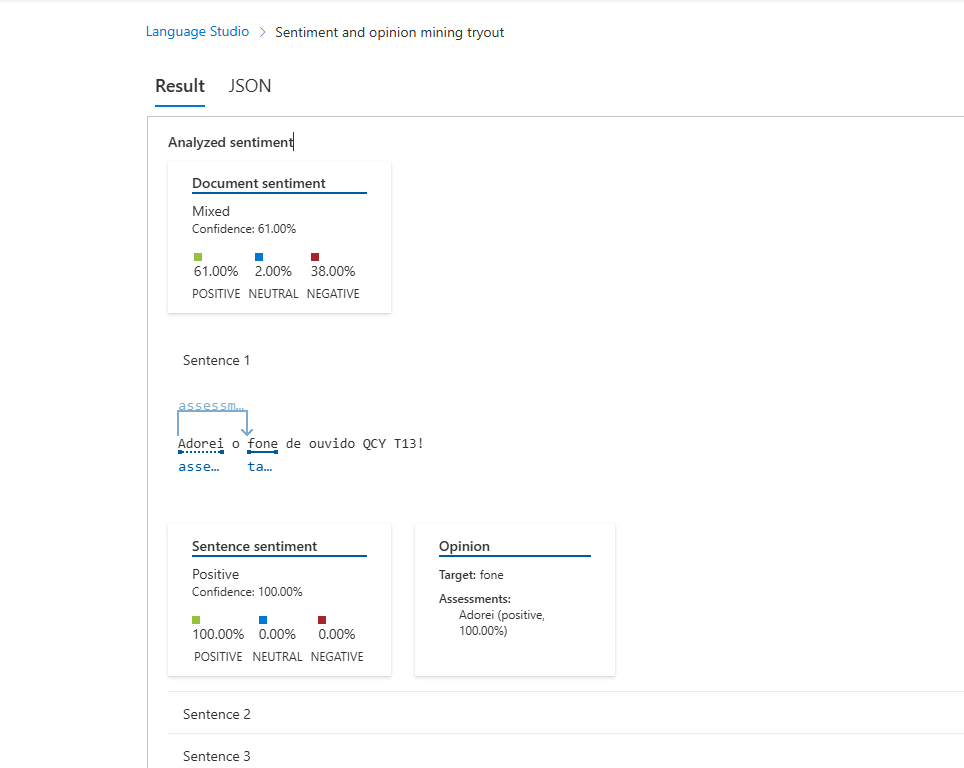 Language Studio > Sentiment and opinion mining tryout
Result JSON
Analyzed sentiment
Document sentiment
Mixed
Confidence: 61.00%
61.00% 2.00% 38.00%
POSITIVE NEUTRAL NEGATIVE
Sentence 1
assessm...
Adorei o fone de ouvido QCY T13!
asse... ta...
Sentence sentiment
Positive
Confidence: 100.00%
100.00% 0.00% 0.00%
POSITIVE NEUTRAL NEGATIVE
Opinion
Target: fone
Assessments:
Adorei (positive,
100.00%)
Sentence 2
Sentence 3